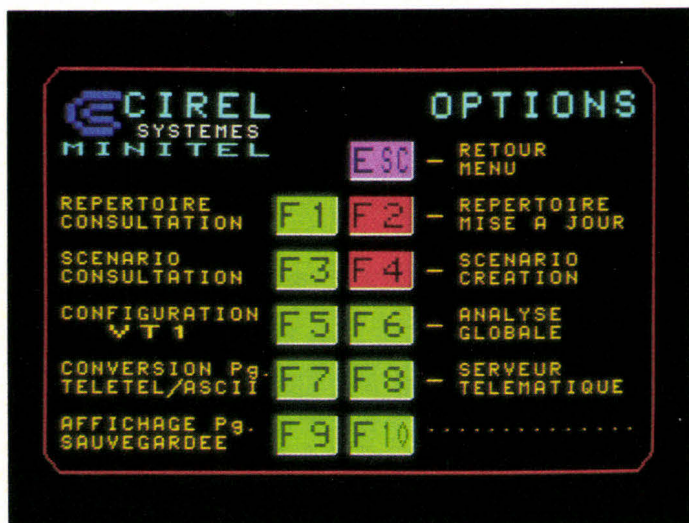 CIREL
SYSTEMES
MINITEL
OPTIONS
ESC – RETOUR
MENU
REPERTOIRE
CONSULTATION
F1
F2 – REPERTOIRE
MISE A JOUR
SCENARIO
CONSULTATION
F3
F4 – SCENARIO
CREATION
CONFIGURATION
VT1
F5
F6 – ANALYSE
GLOBALE
CONVERSION Pg.
TELETEL/ASCII
F7
F8 – SERVEUR
TELEMATIQUE
AFFICHAGE Pg.
SAUVEGARDEE
F9
F10 ..............